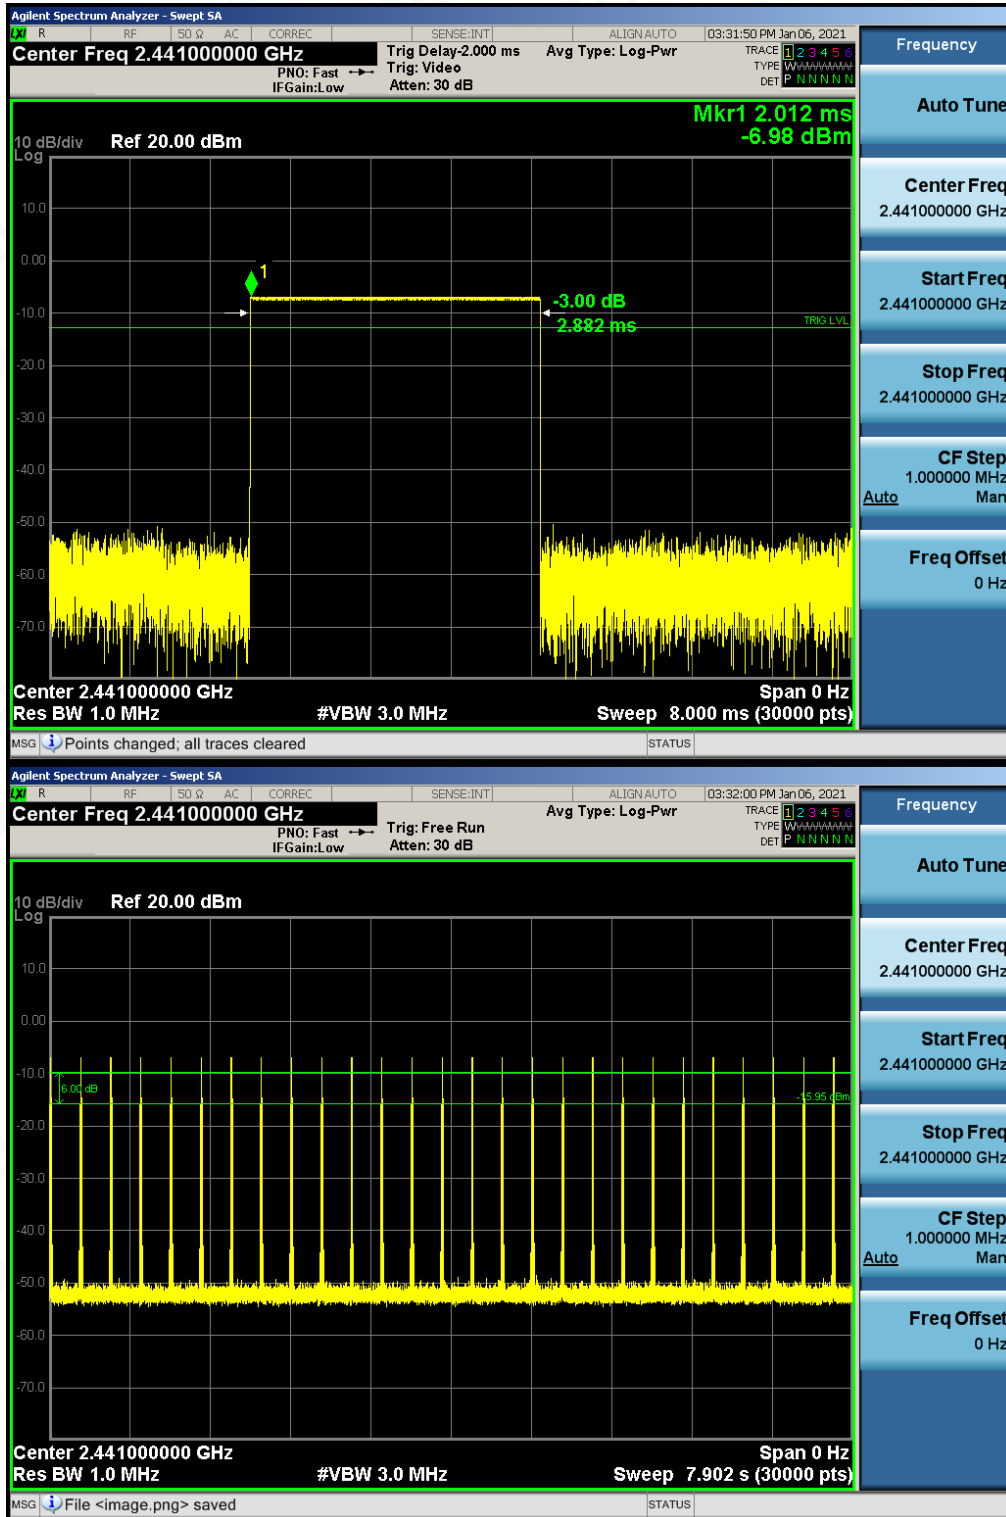 Agilent Spectrum Analyzer - Swept SA
LXI R RF 50 Ω AC CORREC SENSE:INT ALIGN AUTO 03:31:50 PM Jan 06, 2021
Center Freq 2.441000000 GHz
PNO: Fast
IFGain:Low
Trig Delay-2.000 ms
Trig: Video
Atten: 30 dB
Avg Type: Log-Pwr
TRACE 1 2 3 4 5 6
TYPE WWWWWW
DET P N N N N N
Mkr1 2.012 ms
-6.98 dBm
10 dB/div
Log
Ref 20.00 dBm
10.0
0.00
-10.0
-20.0
-30.0
-40.0
-50.0
-60.0
-70.0
1
-3.00 dB
2.882 ms
TRIG LVL
Center 2.441000000 GHz
Span 0 Hz
Res BW 1.0 MHz
#VBW 3.0 MHz
Sweep 8.000 ms (30000 pts)
MSG Points changed; all traces cleared
STATUS
Frequency
Auto Tune
Center Freq
2.441000000 GHz
Start Freq
2.441000000 GHz
Stop Freq
2.441000000 GHz
CF Step
1.000000 MHz
Auto Man
Freq Offset
0 Hz
Agilent Spectrum Analyzer - Swept SA
LXI R RF 50 Ω AC CORREC SENSE:INT ALIGN AUTO 03:32:00 PM Jan 06, 2021
Center Freq 2.441000000 GHz
PNO: Fast
IFGain:Low
Trig: Free Run
Atten: 30 dB
Avg Type: Log-Pwr
TRACE 1 2 3 4 5 6
TYPE WWWWWW
DET P N N N N N
10 dB/div
Log
Ref 20.00 dBm
10.0
0.00
-10.0
-20.0
-30.0
-40.0
-50.0
-60.0
-70.0
6.00 dB
-15.95 dBm
Center 2.441000000 GHz
Span 0 Hz
Res BW 1.0 MHz
#VBW 3.0 MHz
Sweep 7.902 s (30000 pts)
MSG File <image.png> saved
STATUS
Frequency
Auto Tune
Center Freq
2.441000000 GHz
Start Freq
2.441000000 GHz
Stop Freq
2.441000000 GHz
CF Step
1.000000 MHz
Auto Man
Freq Offset
0 Hz